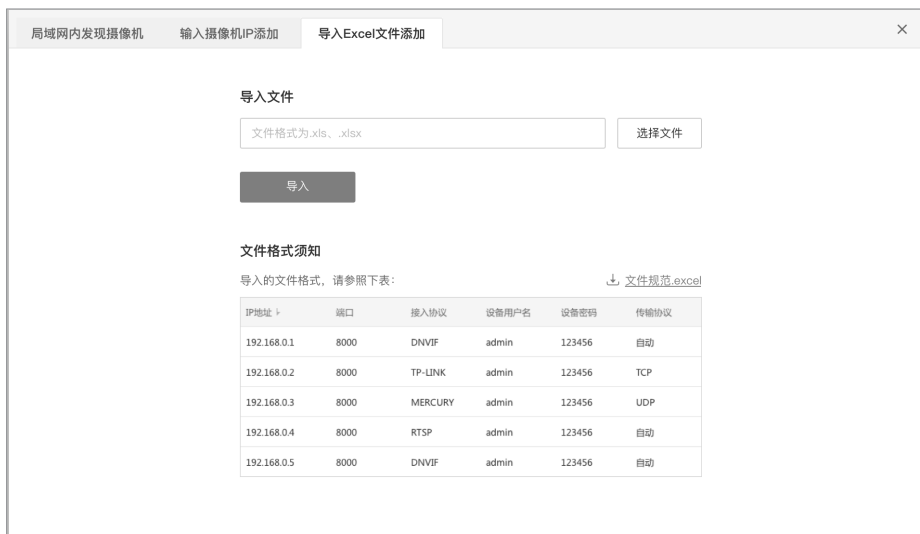 局域网内发现摄像机 输入摄像机IP添加 导入Excel文件添加
导入文件
文件格式为.xls、.xlsx 选择文件
导入
文件格式须知
导入的文件格式，请参照下表： 文件规范.excel
IP地址 端口 接入协议 设备用户名 设备密码 传输协议
192.168.0.1 8000 DNVIF admin 123456 自动
192.168.0.2 8000 TP-LINK admin 123456 TCP
192.168.0.3 8000 MERCURY admin 123456 UDP
192.168.0.4 8000 RTSP admin 123456 自动
192.168.0.5 8000 DNVIF admin 123456 自动